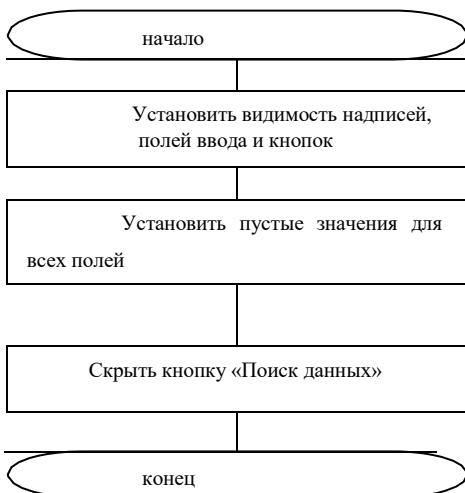 начало
Установить видимость надписей,
полей ввода и кнопок
Установить пустые значения для
всех полей
Скрыть кнопку «Поиск данных»
конец